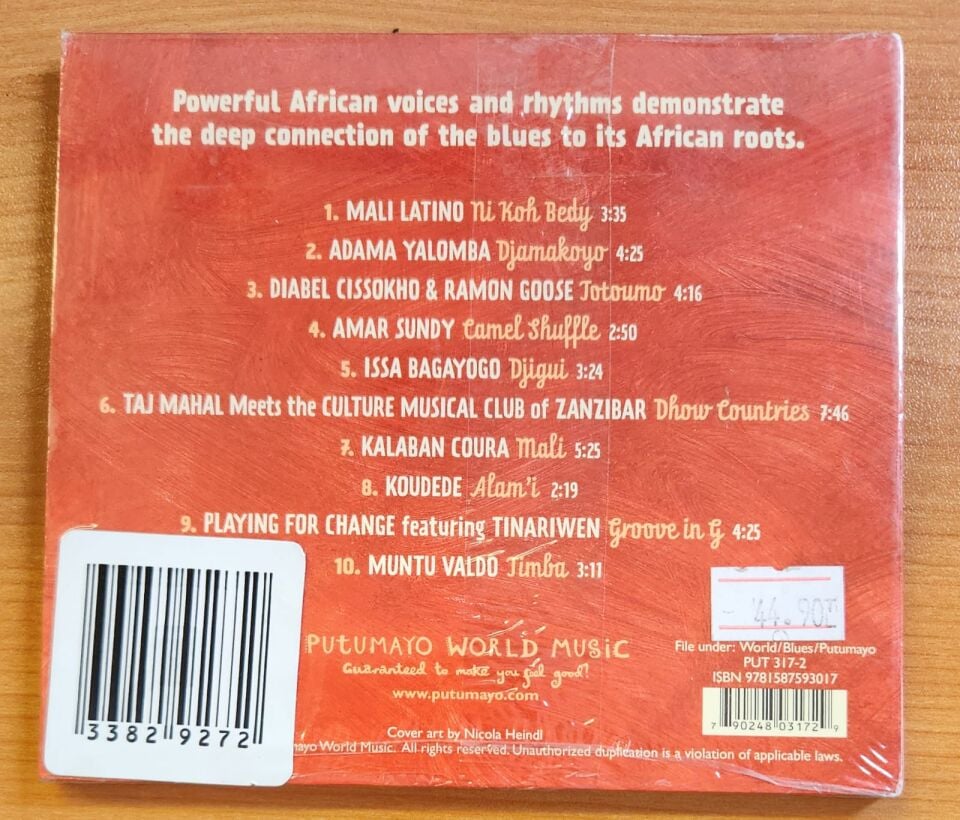 Powerful African voices and rhythms demonstrate
the deep connection of the blues to its African roots.
1. MALI LATINO Ni Koh Bedy 3:35
2. ADAMA YALOMBA Djamakoyo 4:25
3. DIABEL CISSOKHO & RAMON GOOSE Totoumo 4:16
4. AMAR SUNDY Camel Shuffle 2:50
5. ISSA BAGAYOGO Djigui 3:24
6. TAJ MAHAL Meets the CULTURE MUSICAL CLUB of ZANZIBAR Dhow Countries 7:46
7. KALABAN COURA Mali 5:25
8. KOUDEDE Alam'i 2:19
9. PLAYING FOR CHANGE featuring TINARIWEN Groove in G 4:25
10. MUNTU VALDO Timba 3:11
44.90
PUTUMAYO WORLD MUSIC
Guaranteed to make you feel good!
www.putumayo.com
File under: World/Blues/Putumayo
PUT 317-2
ISBN 9781587593017
7 90248 03172 9
3382 9272
Cover art by Nicola Heindl
mayo World Music. All rights reserved. Unauthorized duplication is a violation of applicable laws.